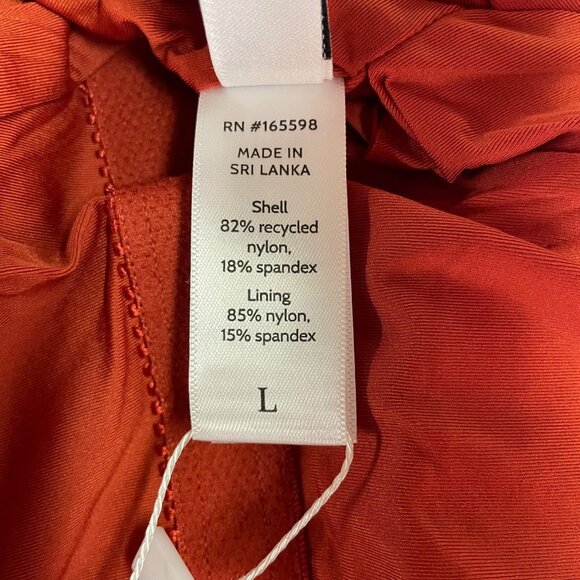 RN #165598
MADE IN
SRI LANKA
Shell
82% recycled
nylon,
18% spandex
Lining
85% nylon,
15% spandex
L